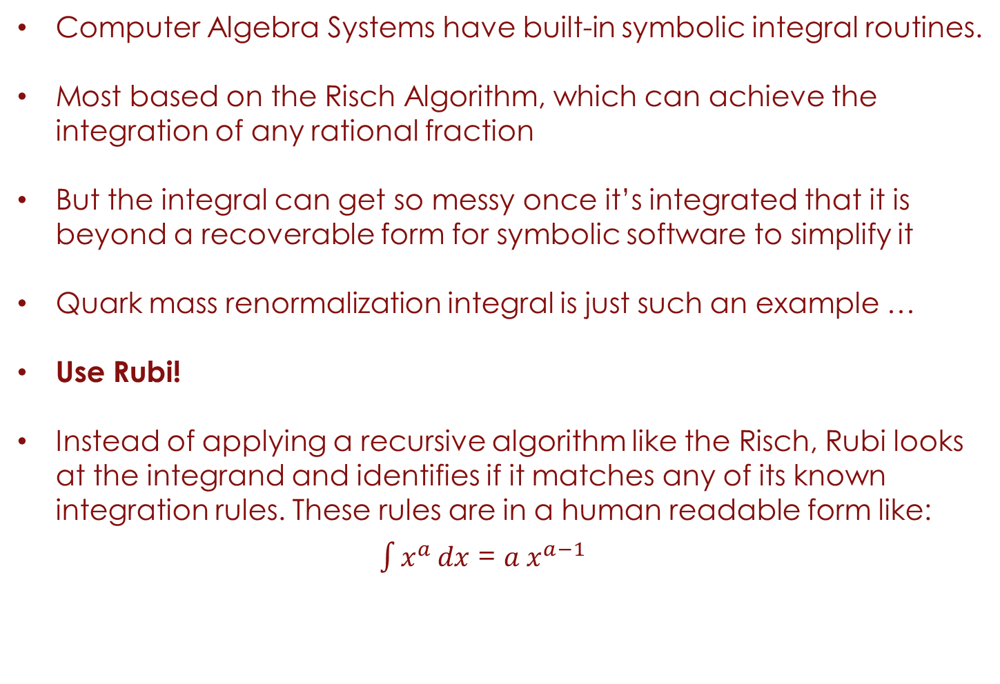 • Computer Algebra Systems have built-in symbolic integral routines.
• Most based on the Risch Algorithm, which can achieve the
integration of any rational fraction
• But the integral can get so messy once it’s integrated that it is
beyond a recoverable form for symbolic software to simplify it
• Quark mass renormalization integral is just such an example …
• Use Rubi!
• Instead of applying a recursive algorithm like the Risch, Rubi looks
at the integrand and identifies if it matches any of its known
integration rules. These rules are in a human readable form like:
∫ xᵃ dx = a xᵃ⁻¹